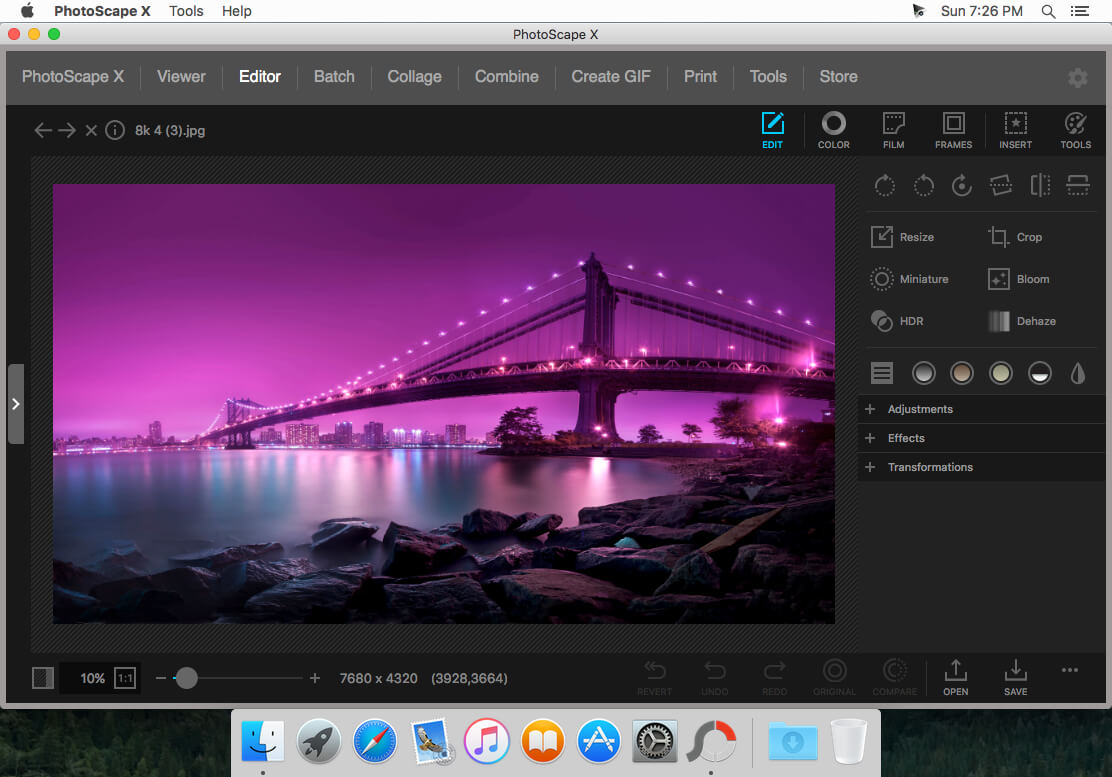 PhotoScape X Tools Help Sun 7:26 PM
PhotoScape X
PhotoScape X Viewer Editor Batch Collage Combine Create GIF Print Tools Store
8k 4 (3).jpg
EDIT COLOR FILM FRAMES INSERT TOOLS
Resize Crop
Miniature Bloom
HDR Dehaze
Adjustments
Effects
Transformations
10% 1:1 7680 x 4320 (3928,3664)
REVERT UNDO REDO ORIGINAL COMPARE OPEN SAVE